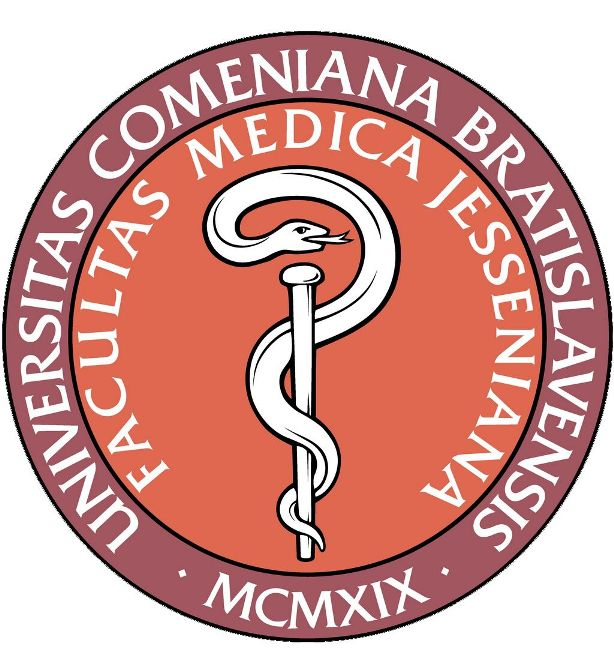 UNIVERSITAS COMENIANA BRATISLAVENSIS
FACULTAS MEDICA JESSENIANA
· MCMXIX ·